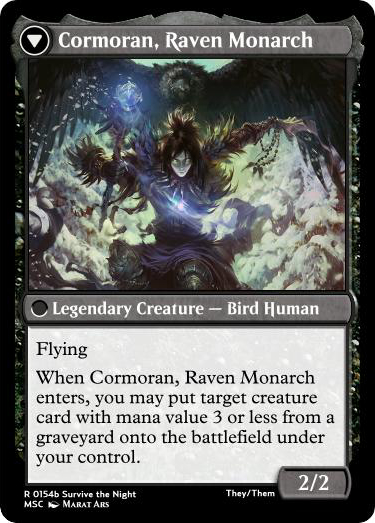 Cormoran, Raven Monarch
Legendary Creature — Bird Human
Flying
When Cormoran, Raven Monarch
enters, you may put target creature
card with mana value 3 or less from a
graveyard onto the battlefield under
your control.
2/2
R 0154b Survive the Night
They/Them
MSC Marat Ars